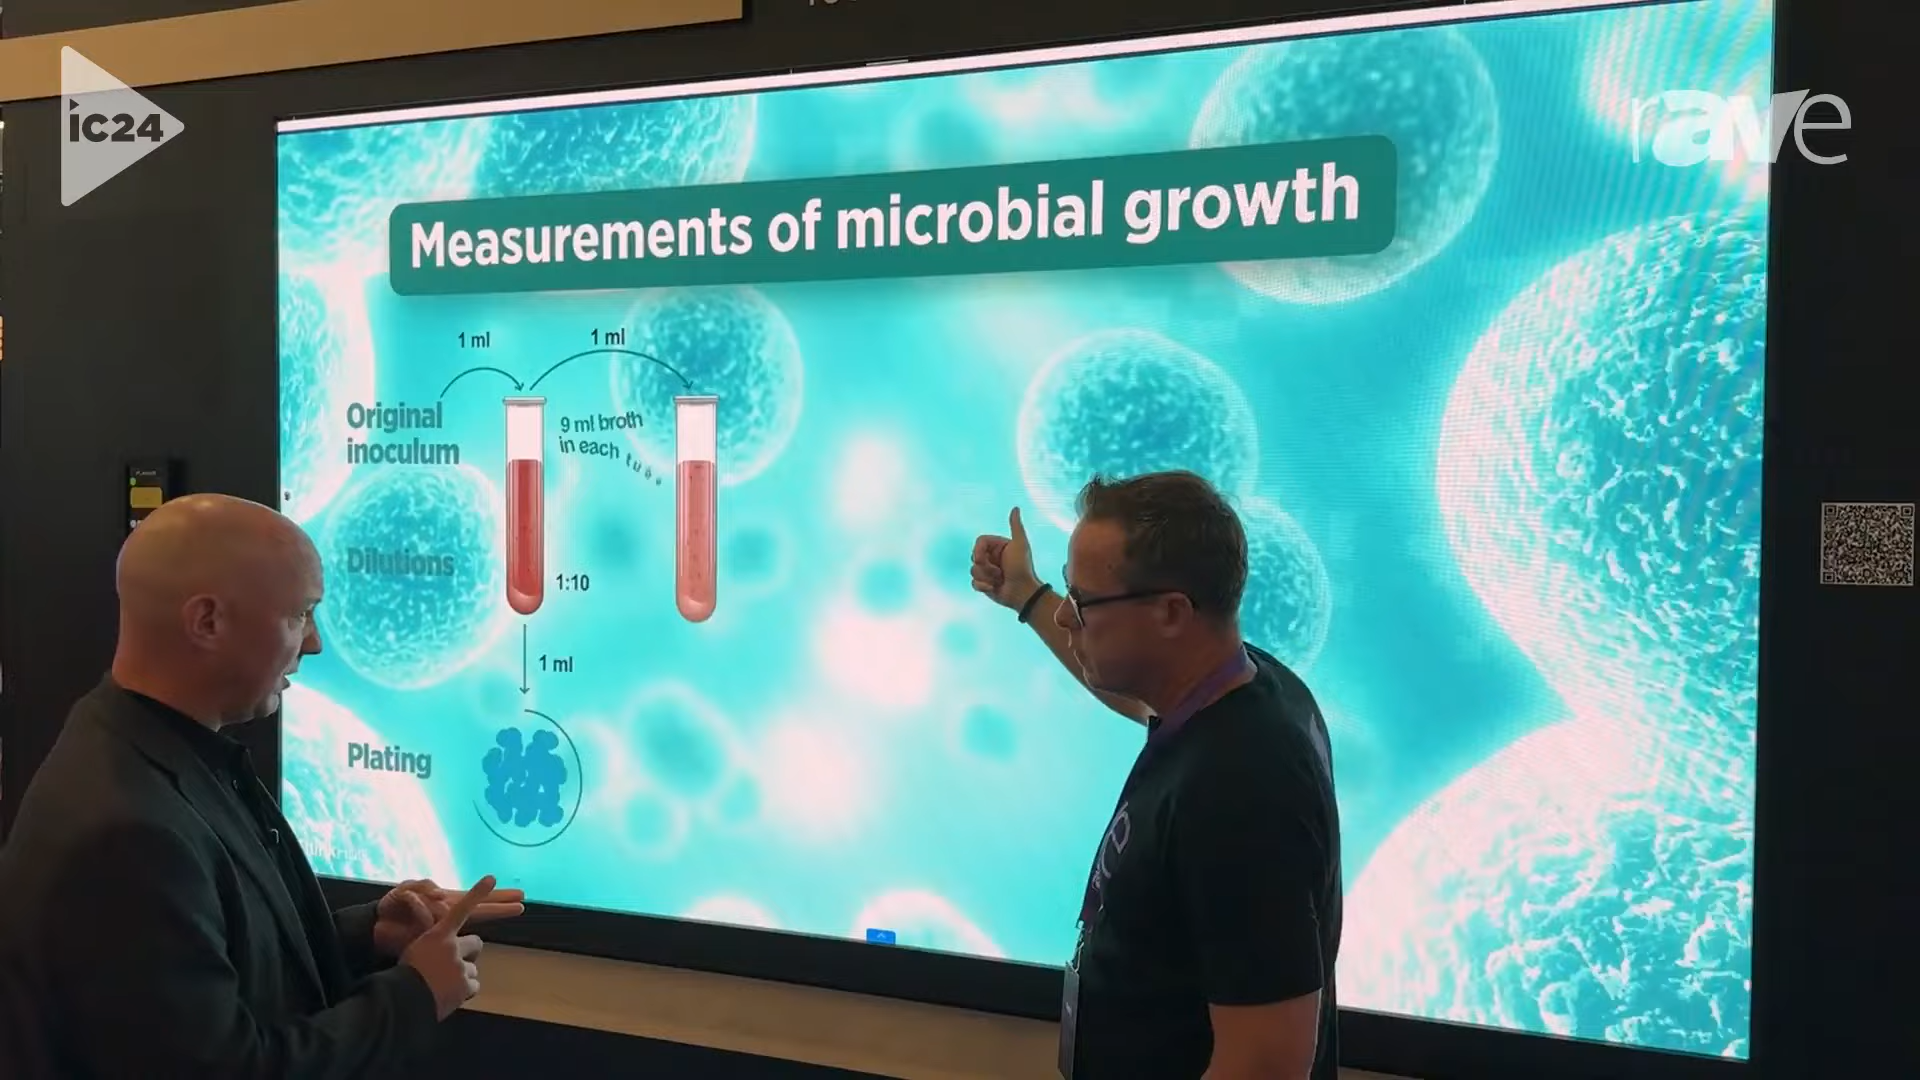 ic24
rave
Measurements of microbial growth
1 ml
1 ml
Original
inoculum
9 ml broth
in each tube
Dilutions
1:10
1 ml
Plating